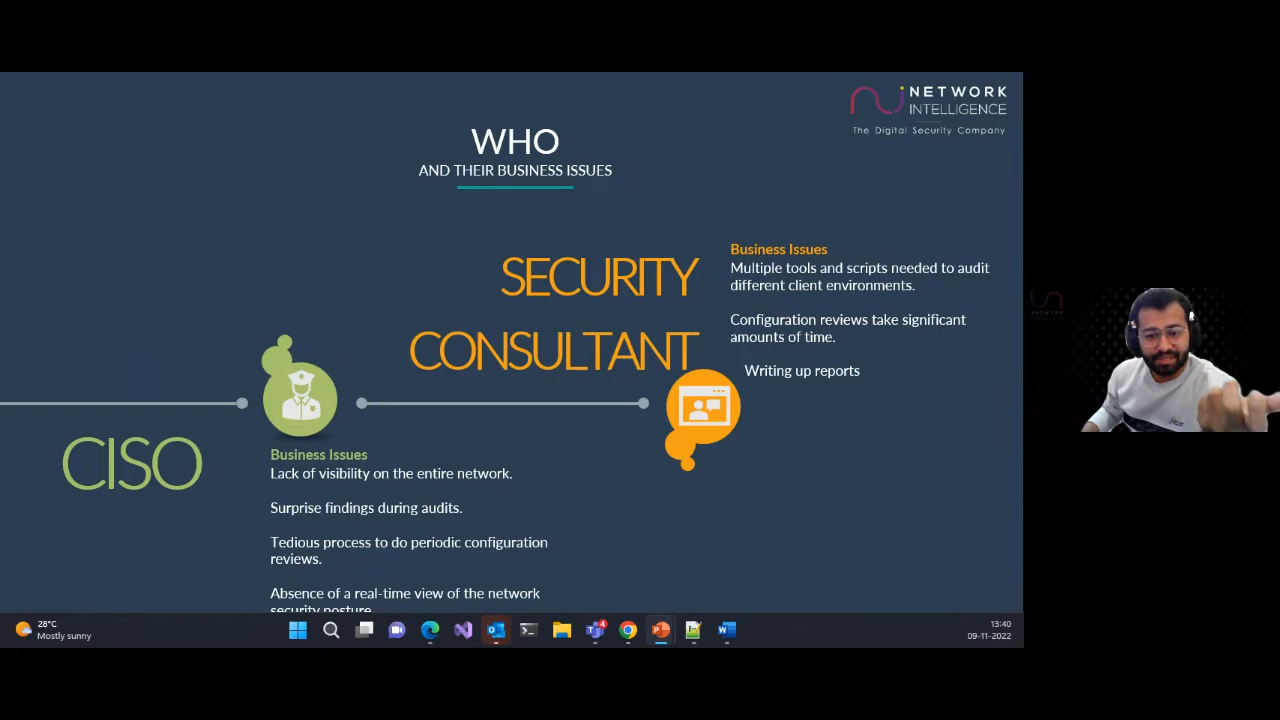 NETWORK
INTELLIGENCE
The Digital Security Company
WHO
AND THEIR BUSINESS ISSUES
SECURITY
CONSULTANT
Business Issues
Multiple tools and scripts needed to audit
different client environments.
Configuration reviews take significant
amounts of time.
Writing up reports
CISO
Business Issues
Lack of visibility on the entire network.
Surprise findings during audits.
Tedious process to do periodic configuration
reviews.
Absence of a real-time view of the network
security posture
28°C
Mostly sunny
4
13:40
09-11-2022